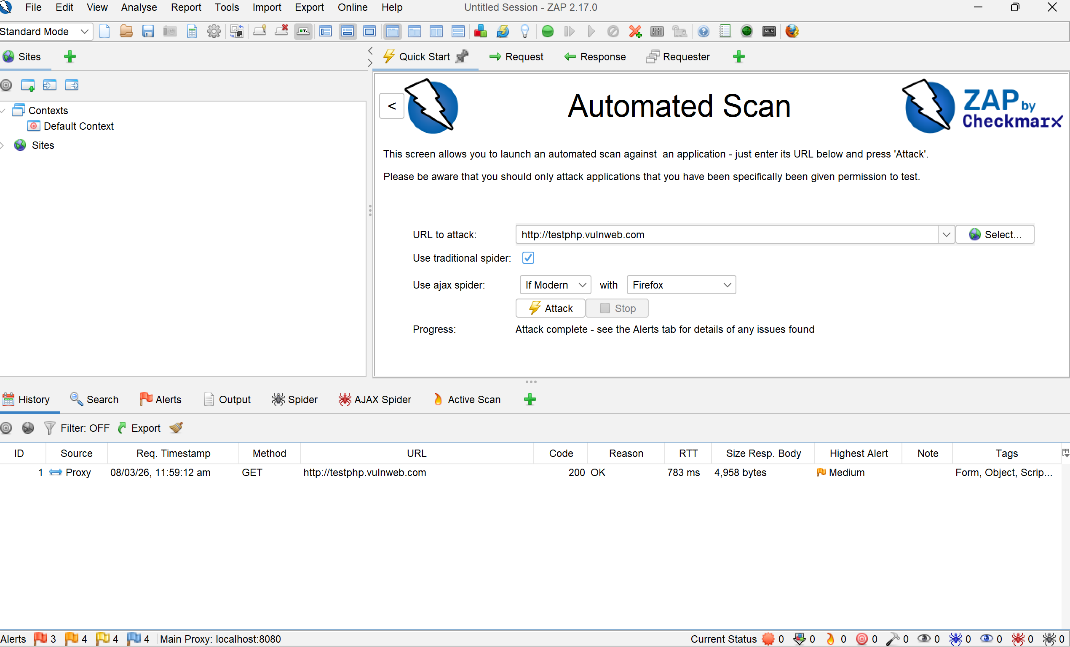 File Edit View Analyse Report Tools Import Export Online Help Untitled Session - ZAP 2.17.0
Standard Mode
Sites
Quick Start Request Response Requester
Contexts
Default Context
Sites
<
Automated Scan
ZAP by Checkmarx
This screen allows you to launch an automated scan against an application - just enter its URL below and press 'Attack'.
Please be aware that you should only attack applications that you have been specifically been given permission to test.
URL to attack: http://testphp.vulnweb.com Select...
Use traditional spider:
Use ajax spider: If Modern with Firefox
Attack Stop
Progress: Attack complete - see the Alerts tab for details of any issues found
History Search Alerts Output Spider AJAX Spider Active Scan
Filter: OFF Export
ID Source Req. Timestamp Method URL Code Reason RTT Size Resp. Body Highest Alert Note Tags
1 Proxy 08/03/26, 11:59:12 am GET http://testphp.vulnweb.com 200 OK 783 ms 4,958 bytes Medium Form, Object, Scrip...
Alerts 3 4 4 4 Main Proxy: localhost:8080 Current Status 0 0 0 0 0 0 0 0 0 0